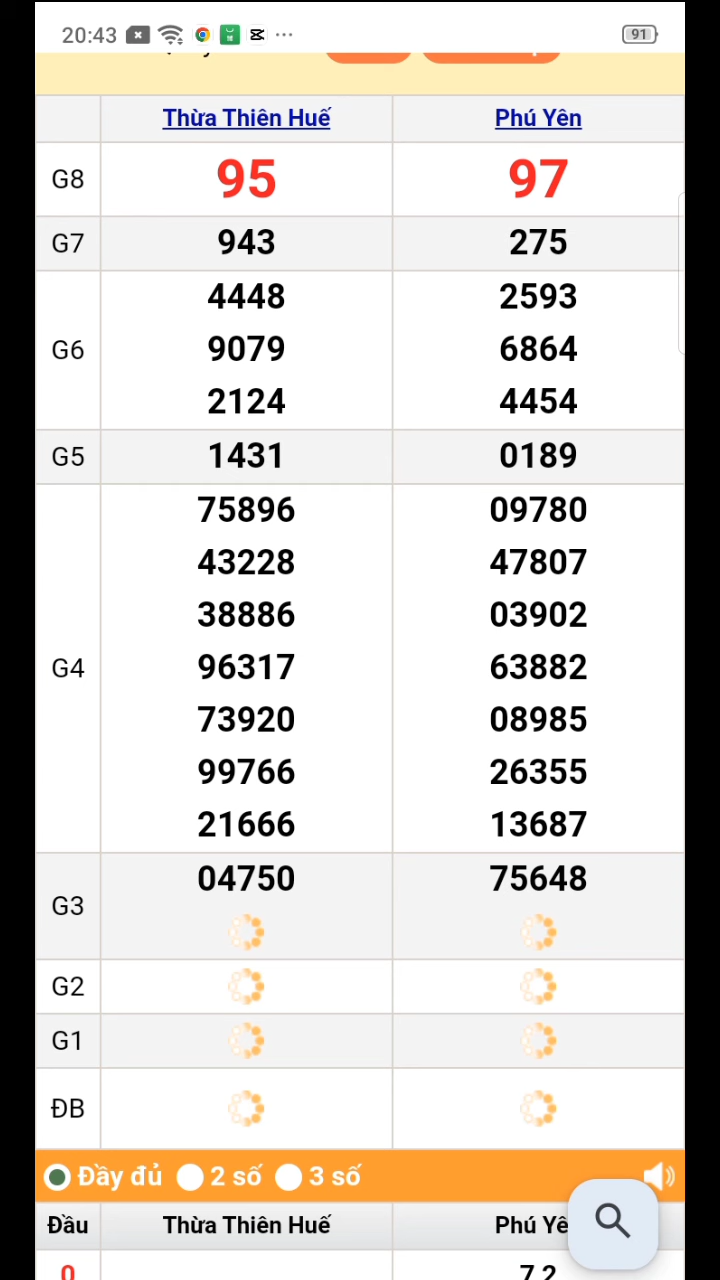 20:43 91
Thừa Thiên Huế Phú Yên
G8 95 97
G7 943 275
4448 2593
G6 9079 6864
2124 4454
G5 1431 0189
75896 09780
43228 47807
38886 03902
G4 96317 63882
73920 08985
99766 26355
21666 13687
04750 75648
G3
G2
G1
ĐB
Đầy đủ 2 số 3 số
Đầu Thừa Thiên Huế Phú Yê
0 7,2